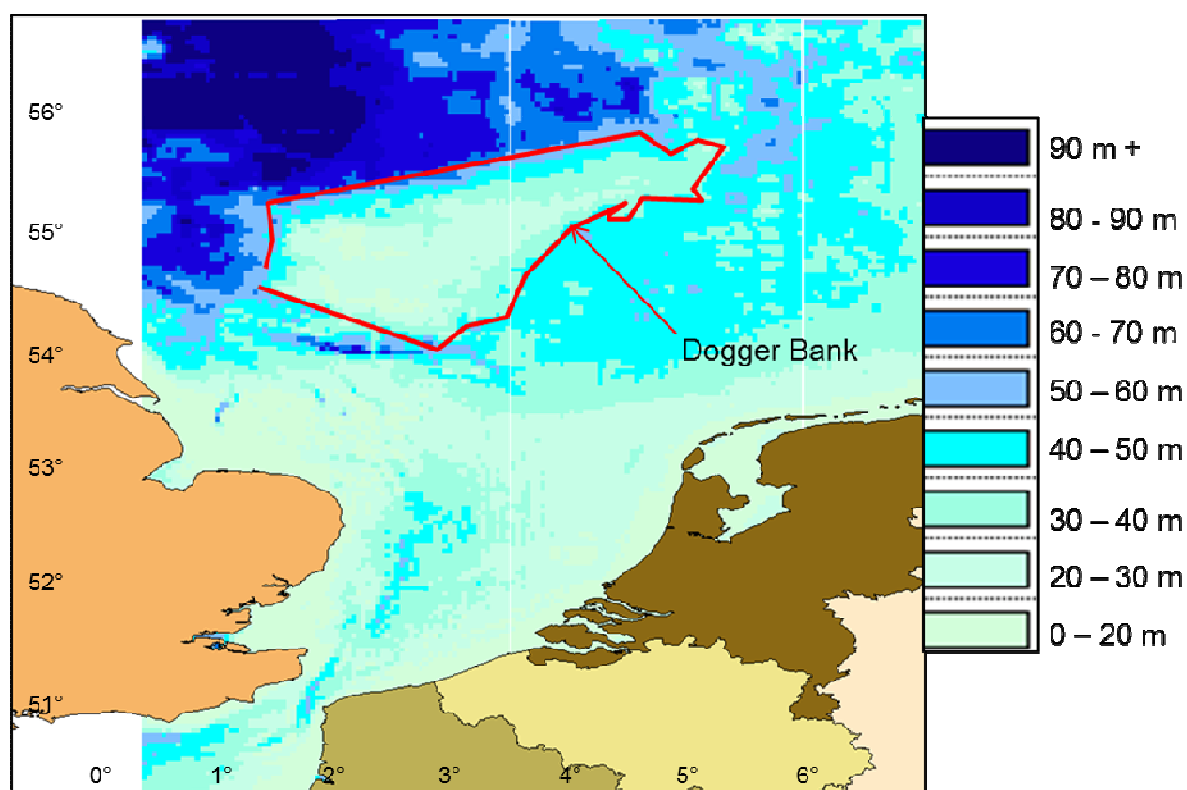 56°
55°
54°
53°
52°
51°
0°
1°
2°
3°
4°
5°
6°
Dogger Bank
90 m +
80 - 90 m
70 – 80 m
60 - 70 m
50 – 60 m
40 – 50 m
30 – 40 m
20 – 30 m
0 – 20 m